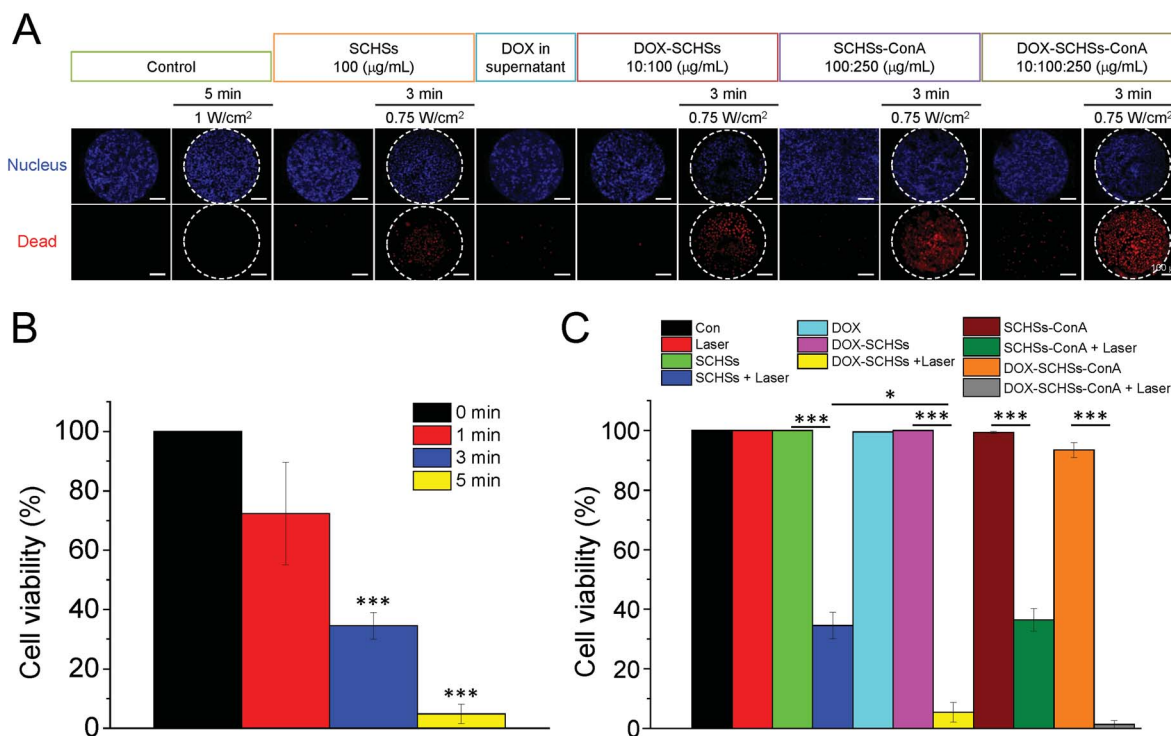 A
Control
SCHSs
100 (μg/mL)
DOX in
supernatant
DOX-SCHSs
10:100 (μg/mL)
SCHSs-ConA
100:250 (μg/mL)
DOX-SCHSs-ConA
10:100:250 (μg/mL)
5 min 3 min 3 min 3 min 3 min
1 W/cm² 0.75 W/cm² 0.75 W/cm² 0.75 W/cm² 0.75 W/cm²
Nucleus
Dead
100
B
Cell viability (%)
100
80
60
40
20
0
0 min
1 min
3 min
5 min
***
***
C
Con
Laser
SCHSs
SCHSs + Laser
DOX
DOX-SCHSs
DOX-SCHSs +Laser
SCHSs-ConA
SCHSs-ConA + Laser
DOX-SCHSs-ConA
DOX-SCHSs-ConA + Laser
Cell viability (%)
100
80
60
40
20
0
*
*** *** *** ***